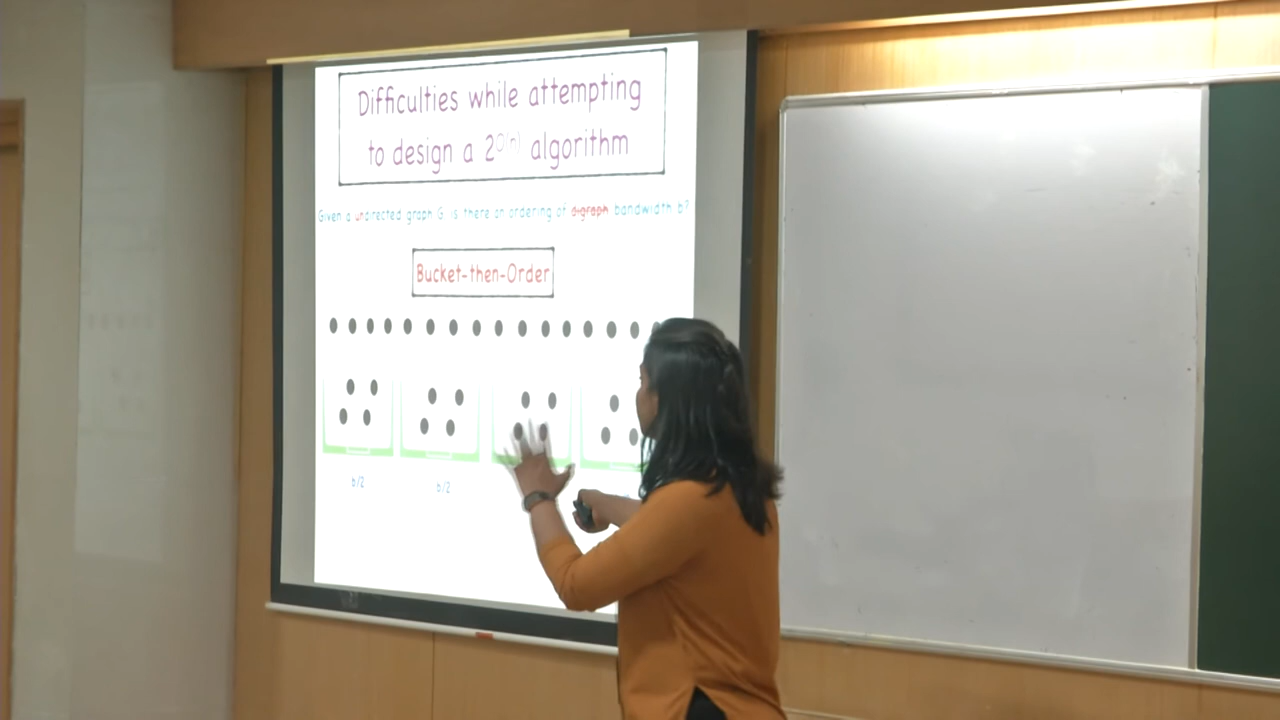 Difficulties while attempting
to design a 2^O(n) algorithm
Given a undirected graph G, is there an ordering of digraph bandwidth b?
Bucket-then-Order
b/2 b/2